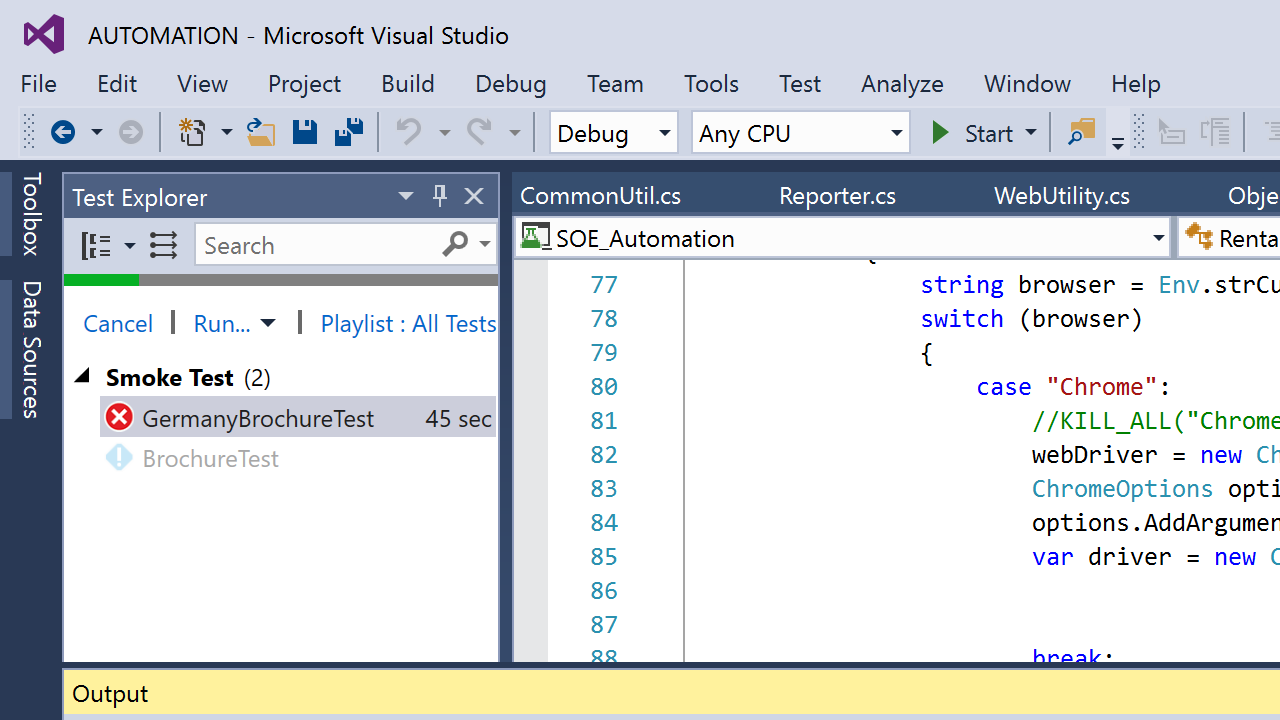 AUTOMATION - Microsoft Visual Studio
File Edit View Project Build Debug Team Tools Test Analyze Window Help
Debug Any CPU Start
Toolbox
Data Sources
Test Explorer
Search
Cancel | Run... | Playlist : All Tests
Smoke Test (2)
GermanyBrochureTest 45 sec
BrochureTest
CommonUtil.cs Reporter.cs WebUtility.cs Obje
SOE_Automation Renta
{
77 string browser = Env.strCu
78 switch (browser)
79 {
80 case "Chrome":
81 //KILL_ALL("Chrome
82 webDriver = new Ch
83 ChromeOptions opti
84 options.AddArgumen
85 var driver = new C
86
87
88 break;
Output